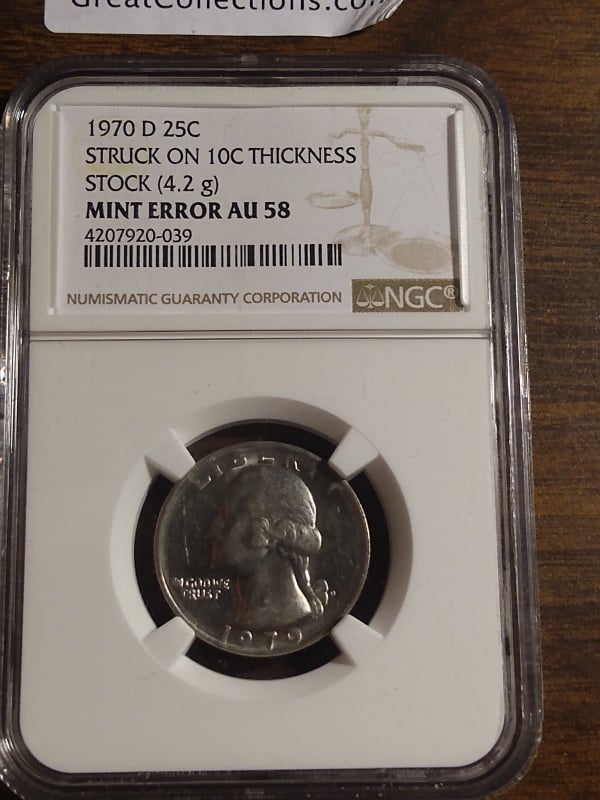 GreatCollections.com
1970 D 25C
STRUCK ON 10C THICKNESS
STOCK (4.2 g)
MINT ERROR AU 58
4207920-039
NUMISMATIC GUARANTY CORPORATION
NGC®
LIBERTY
IN GOD WE
TRUST
1970